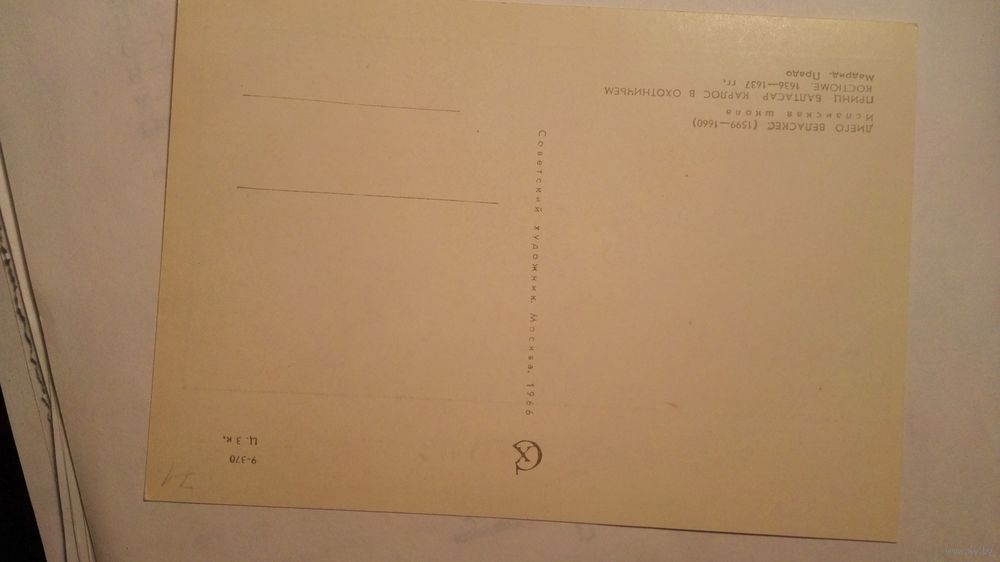 ДИЕГО ВЕЛАСКЕС (1599—1660)
Испанская школа
ПРИНЦ БАЛТАСАР КАРЛОС В ОХОТНИЧЬЕМ
КОСТЮМЕ. 1636—1637 гг.
Мадрид. Прадо
Советский художник. Москва. 1966
СХ
9-370
Ц. 3 к.